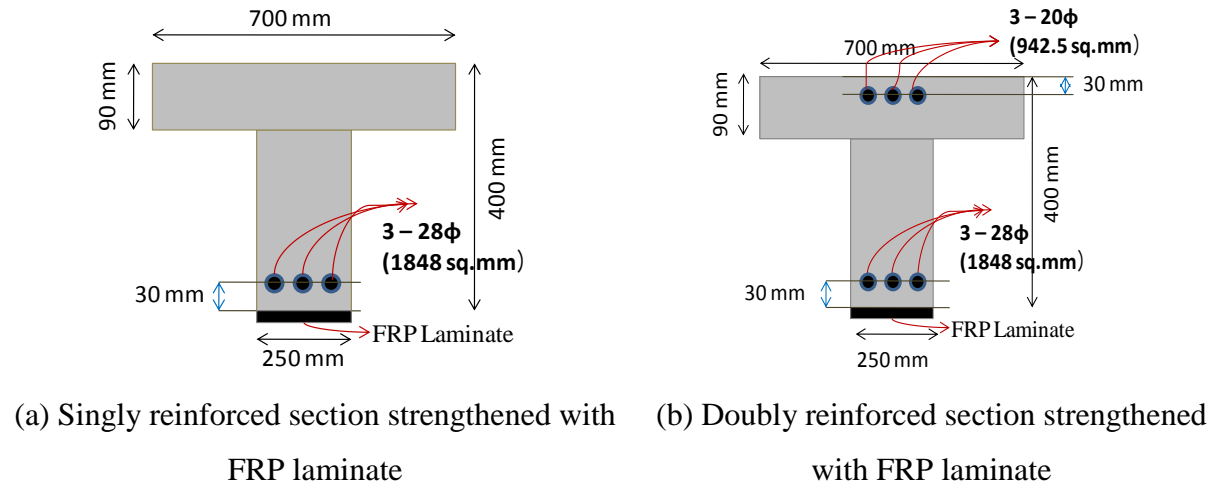 700 mm
90 mm
400 mm
3 – 28ϕ
(1848 sq.mm)
30 mm
FRP Laminate
250 mm
3 – 20ϕ
(942.5 sq.mm)
700 mm
30 mm
90 mm
400 mm
3 – 28ϕ
(1848 sq.mm)
30 mm
FRP Laminate
250 mm
(a) Singly reinforced section strengthened with
FRP laminate
(b) Doubly reinforced section strengthened
with FRP laminate